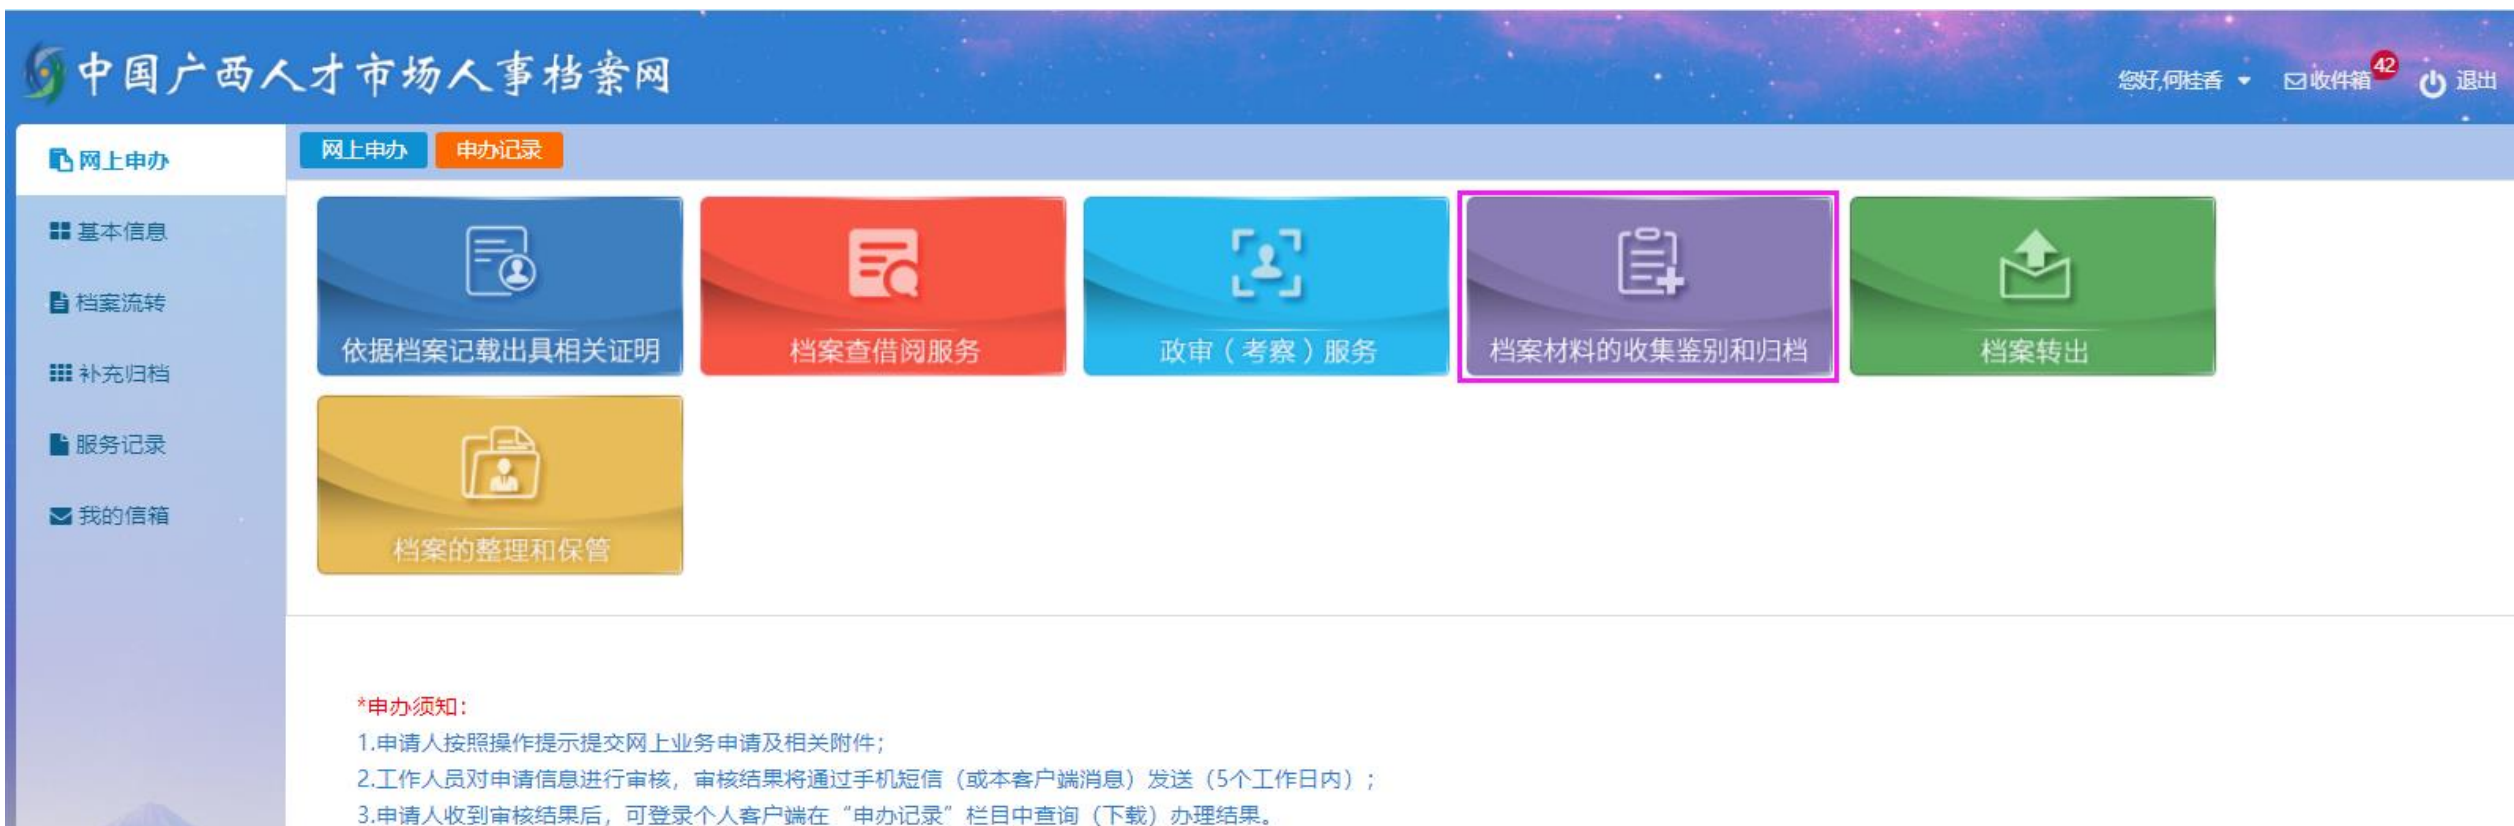 中国广西人才市场人事档案网
您好,何桂香 收件箱 42 退出
网上申办
基本信息
档案流转
补充归档
服务记录
我的信箱
网上申办 申办记录
依据档案记载出具相关证明
档案查借阅服务
政审（考察）服务
档案材料的收集鉴别和归档
档案转出
档案的整理和保管
*申办须知：
1.申请人按照操作提示提交网上业务申请及相关附件；
2.工作人员对申请信息进行审核，审核结果将通过手机短信（或本客户端消息）发送（5个工作日内）；
3.申请人收到审核结果后，可登录个人客户端在“申办记录”栏目中查询（下载）办理结果。